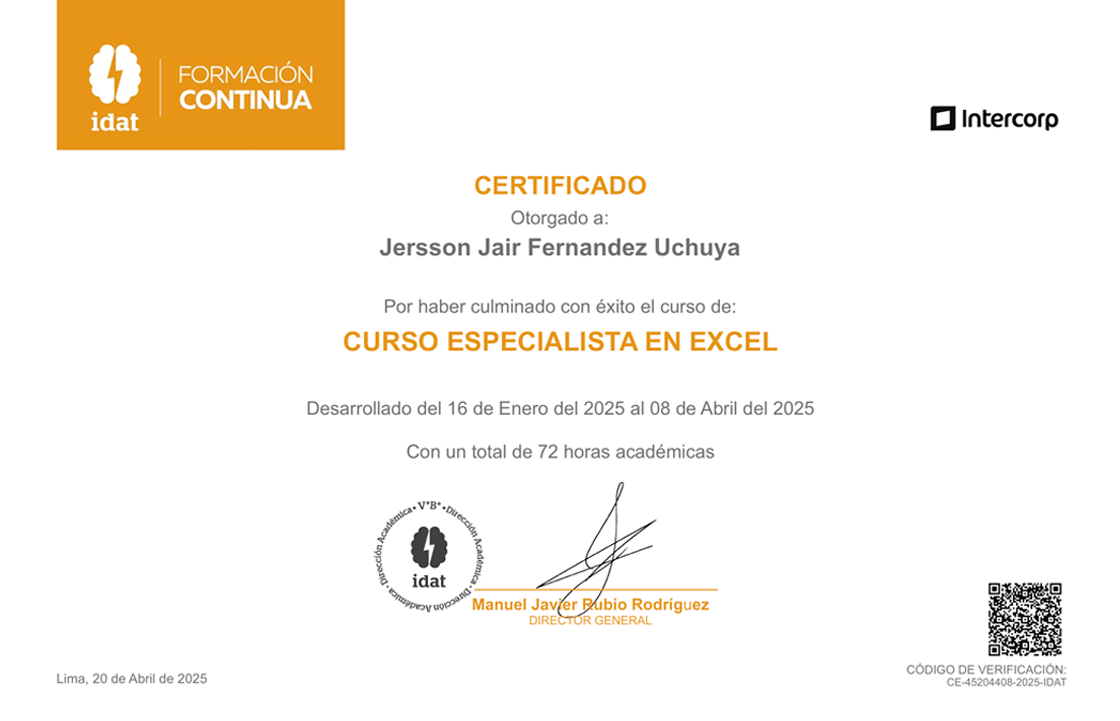 idat
FORMACIÓN
CONTINUA
Intercorp
CERTIFICADO
Otorgado a:
Jersson Jair Fernandez Uchuya
Por haber culminado con éxito el curso de:
CURSO ESPECIALISTA EN EXCEL
Desarrollado del 16 de Enero del 2025 al 08 de Abril del 2025
Con un total de 72 horas académicas
• V°B° • Dirección Académica • Dirección Académica • Dirección Académica
idat
Manuel Javier Rubio Rodríguez
DIRECTOR GENERAL
Lima, 20 de Abril de 2025
CÓDIGO DE VERIFICACIÓN:
CE-45204408-2025-IDAT